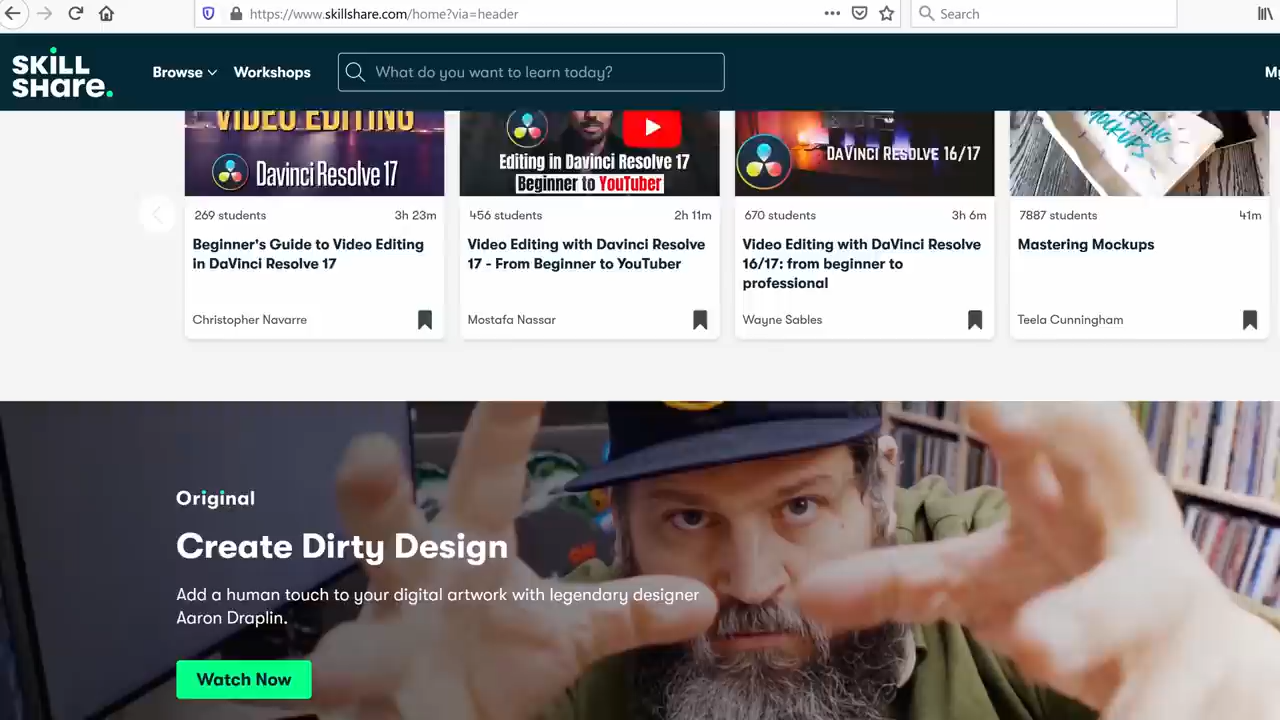 https://www.skillshare.com/home?via=header
Search
SKILL
SHare.
Browse
Workshops
What do you want to learn today?
My
VIDEO EDITING
DaVinci Resolve 17
Editing in Davinci Resolve 17
Beginner to YouTuber
DAVINCI RESOLVE 16/17
MOCKUPS
269 students
3h 23m
456 students
2h 11m
670 students
3h 6m
7887 students
41m
Beginner's Guide to Video Editing
in DaVinci Resolve 17
Video Editing with Davinci Resolve
17 - From Beginner to YouTuber
Video Editing with DaVinci Resolve
16/17: from beginner to
professional
Mastering Mockups
Christopher Navarre
Mostafa Nassar
Wayne Sables
Teela Cunningham
Original
Create Dirty Design
Add a human touch to your digital artwork with legendary designer
Aaron Draplin.
Watch Now